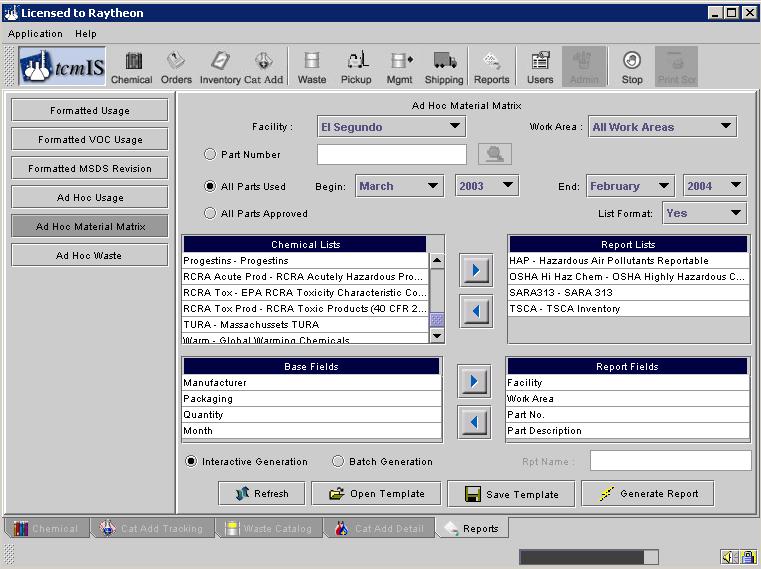 Licensed to Raytheon
Application Help
tcmIS Chemical Orders Inventory Cat Add Waste Pickup Mgmt Shipping Reports Users Admin Stop Print Scr
Formatted Usage
Formatted VOC Usage
Formatted MSDS Revision
Ad Hoc Usage
Ad Hoc Material Matrix
Ad Hoc Waste
Ad Hoc Material Matrix
Facility : El Segundo Work Area : All Work Areas
Part Number
All Parts Used Begin: March 2003 End: February 2004
All Parts Approved List Format: Yes
Chemical Lists
Progestins - Progestins
RCRA Acute Prod - RCRA Acutely Hazardous Pro...
RCRA Tox - EPA RCRA Toxicity Characteristic Co...
RCRA Tox Prod - RCRA Toxic Products (40 CFR 2...
TURA - Massachussets TURA
Warm - Global Warming Chemicals
Report Lists
HAP - Hazardous Air Pollutants Reportable
OSHA Hi Haz Chem - OSHA Highly Hazardous C...
SARA313 - SARA 313
TSCA - TSCA Inventory
Base Fields
Manufacturer
Packaging
Quantity
Month
Report Fields
Facility
Work Area
Part No.
Part Description
Interactive Generation Batch Generation Rpt Name :
Refresh Open Template Save Template Generate Report
Chemical Cat Add Tracking Waste Catalog Cat Add Detail Reports